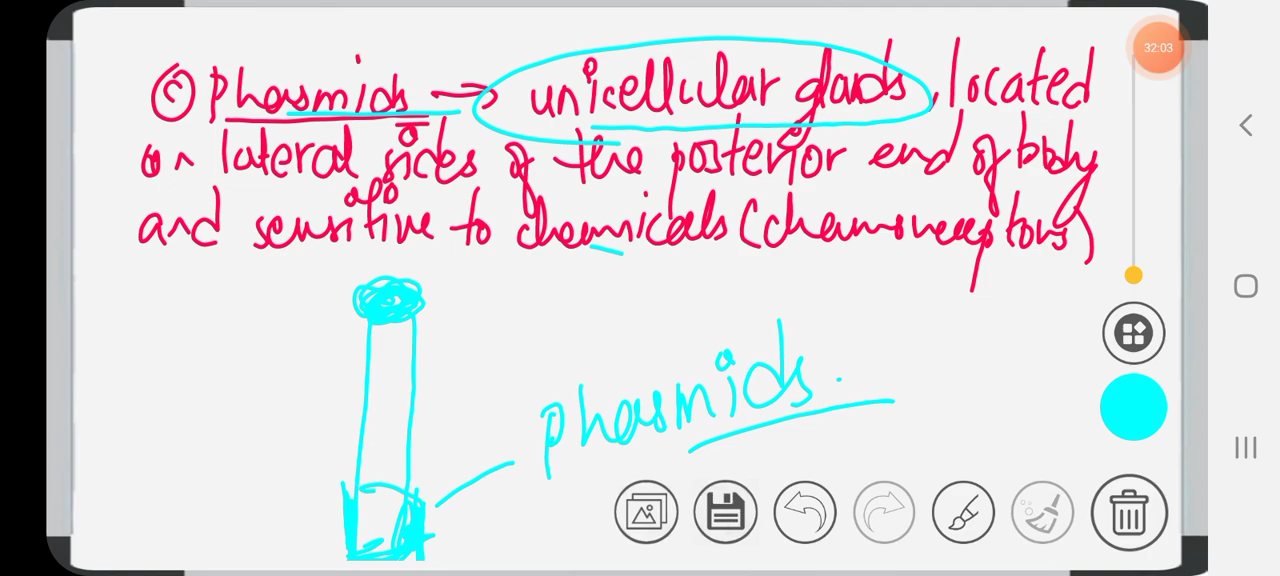 32:03
© Phasmids → unicellular glands, located
on lateral sides of the posterior end of body
and sensitive to chemicals (chemoreceptors)
phasmids.